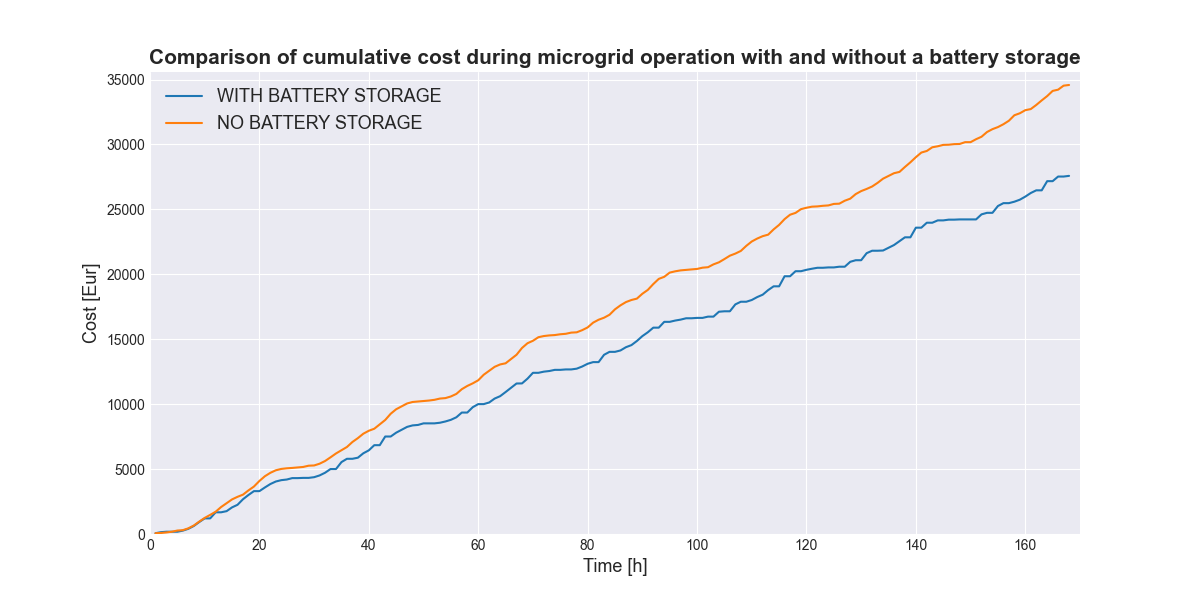 Comparison of cumulative cost during microgrid operation with and without a battery storage
WITH BATTERY STORAGE
NO BATTERY STORAGE
35000
30000
25000
20000
15000
10000
5000
0
Cost [Eur]
0 20 40 60 80 100 120 140 160
Time [h]